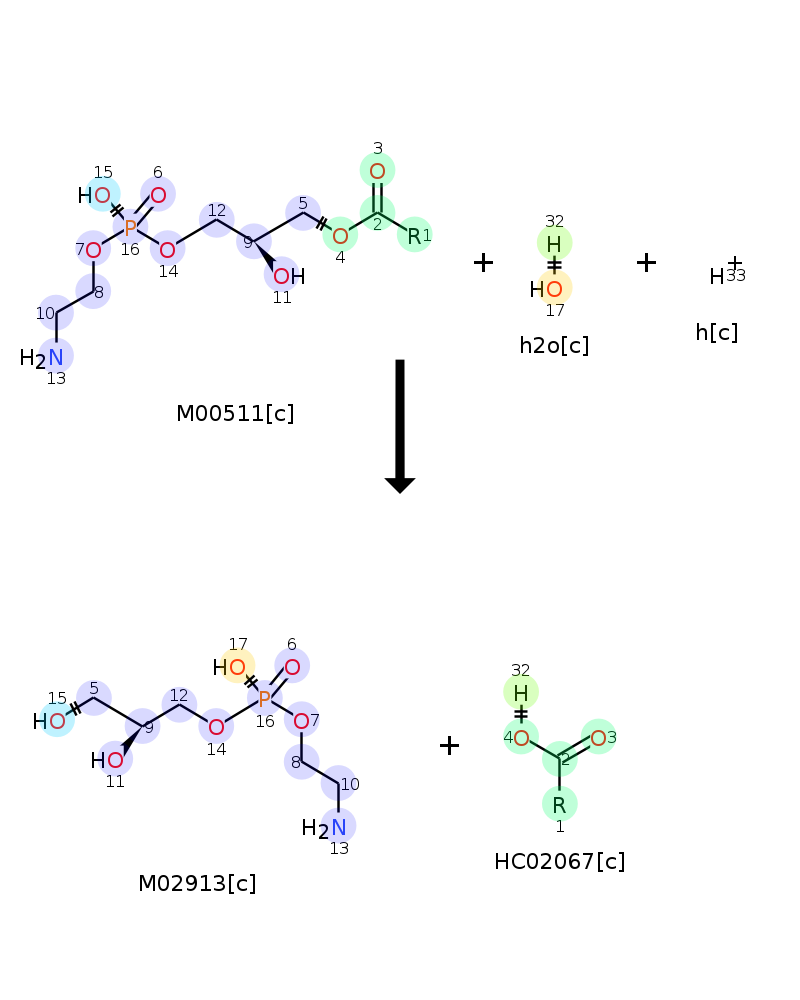 3
15 6
HO O O
5
12
P 2 R1
7O 16 O 9 O
14 4
OH
8 11
10
H2N
13
32
H
HO
17
+ + H33 +
h2o[c] h[c]
M00511[c]
17 6
HO O
32
H
15 5 12 P
HO 9 O 16 O7 4O O3
14 + 2
HO 8
11 10 R
H2N 1
13
HC02067[c]
M02913[c]